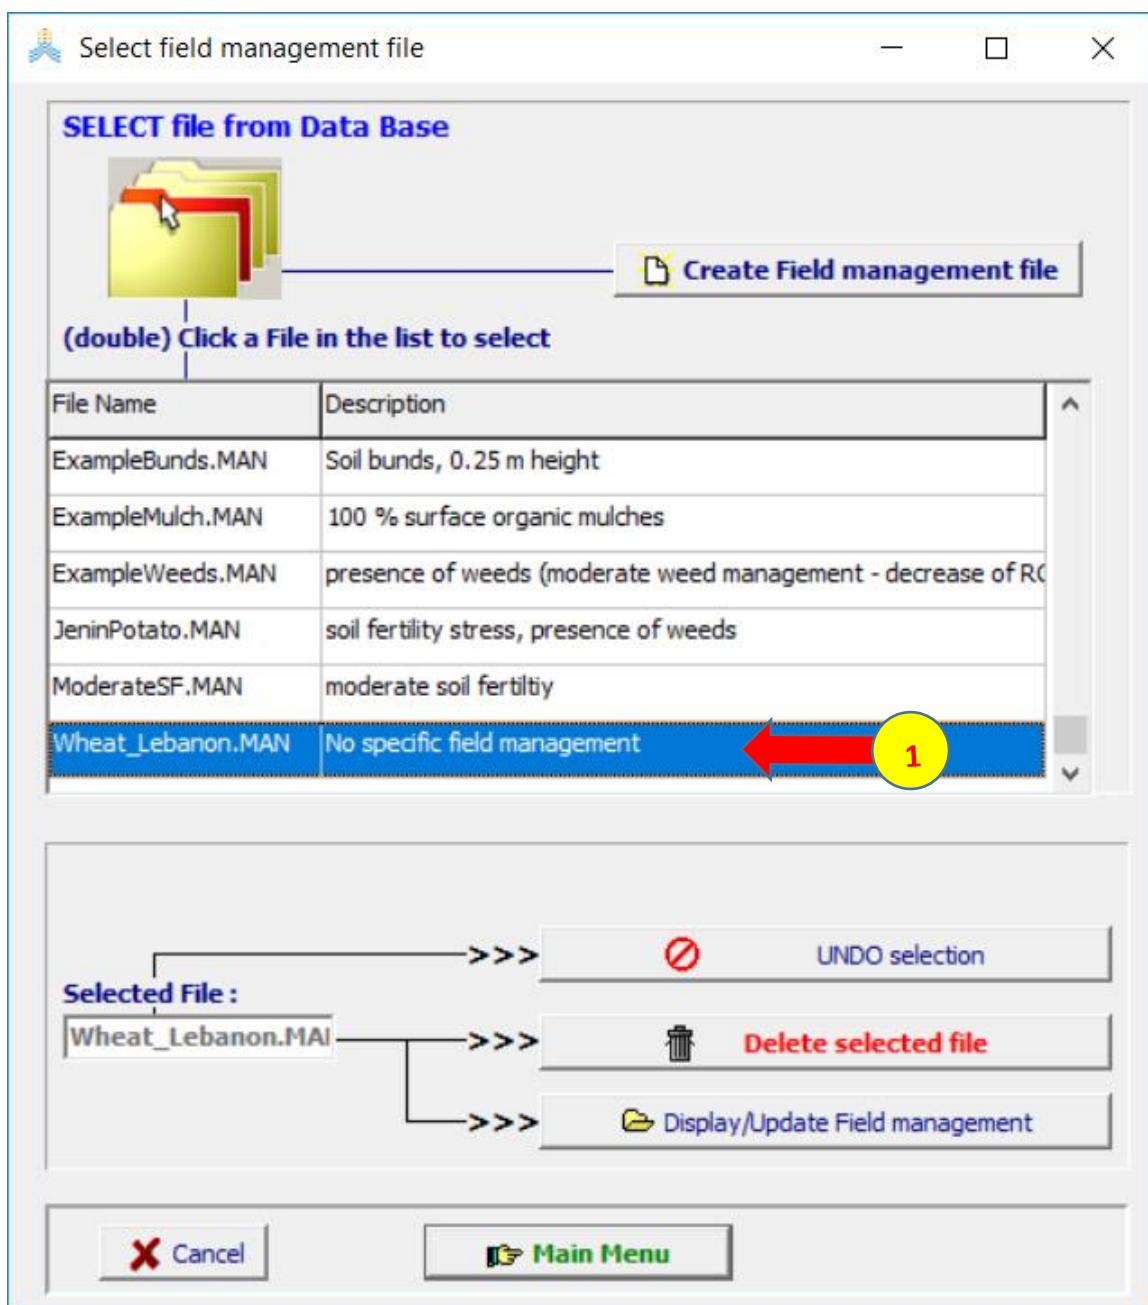 Select field management file
SELECT file from Data Base
Create Field management file
(double) Click a File in the list to select
File Name Description
ExampleBunds.MAN Soil bunds, 0.25 m height
ExampleMulch.MAN 100 % surface organic mulches
ExampleWeeds.MAN presence of weeds (moderate weed management - decrease of RC
JeninPotato.MAN soil fertility stress, presence of weeds
ModerateSF.MAN moderate soil fertiltiy
Wheat_Lebanon.MAN No specific field management 1
>>> UNDO selection
Selected File :
Wheat_Lebanon.MAN >>> Delete selected file
>>> Display/Update Field management
Cancel Main Menu